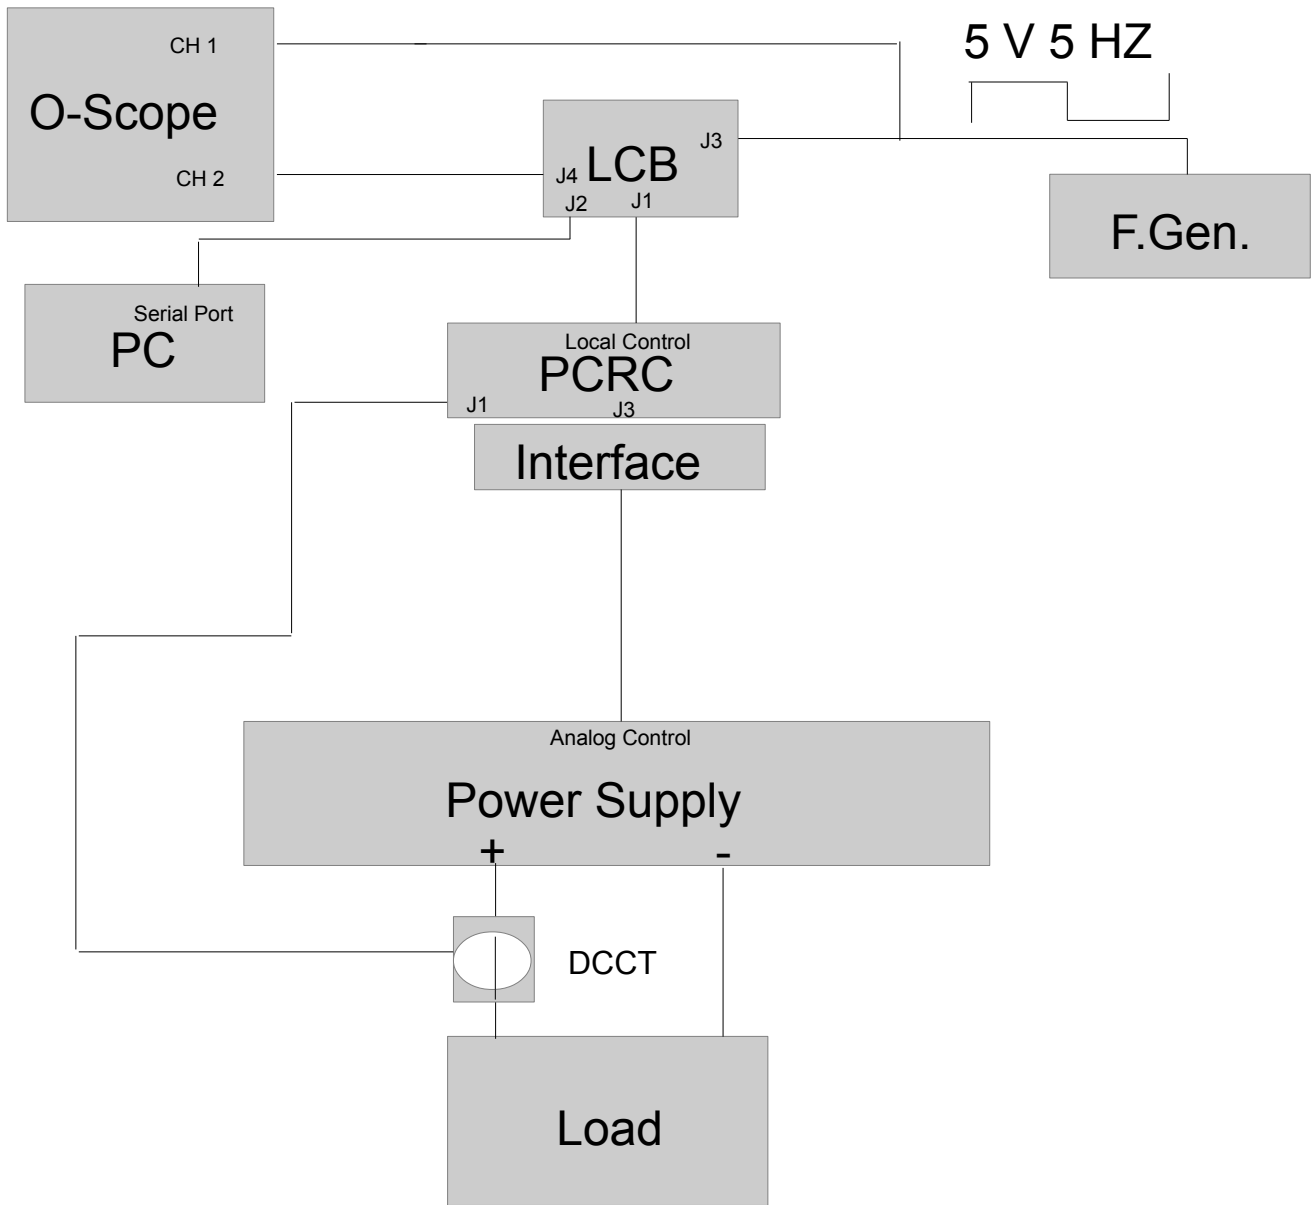 CH 1
5 V 5 HZ
O-Scope
J3
LCB
CH 2
J4
J2
J1
F.Gen.
Serial Port
PC
Local Control
PCRC
J1
J3
Interface
Analog Control
Power Supply
+
-
DCCT
Load